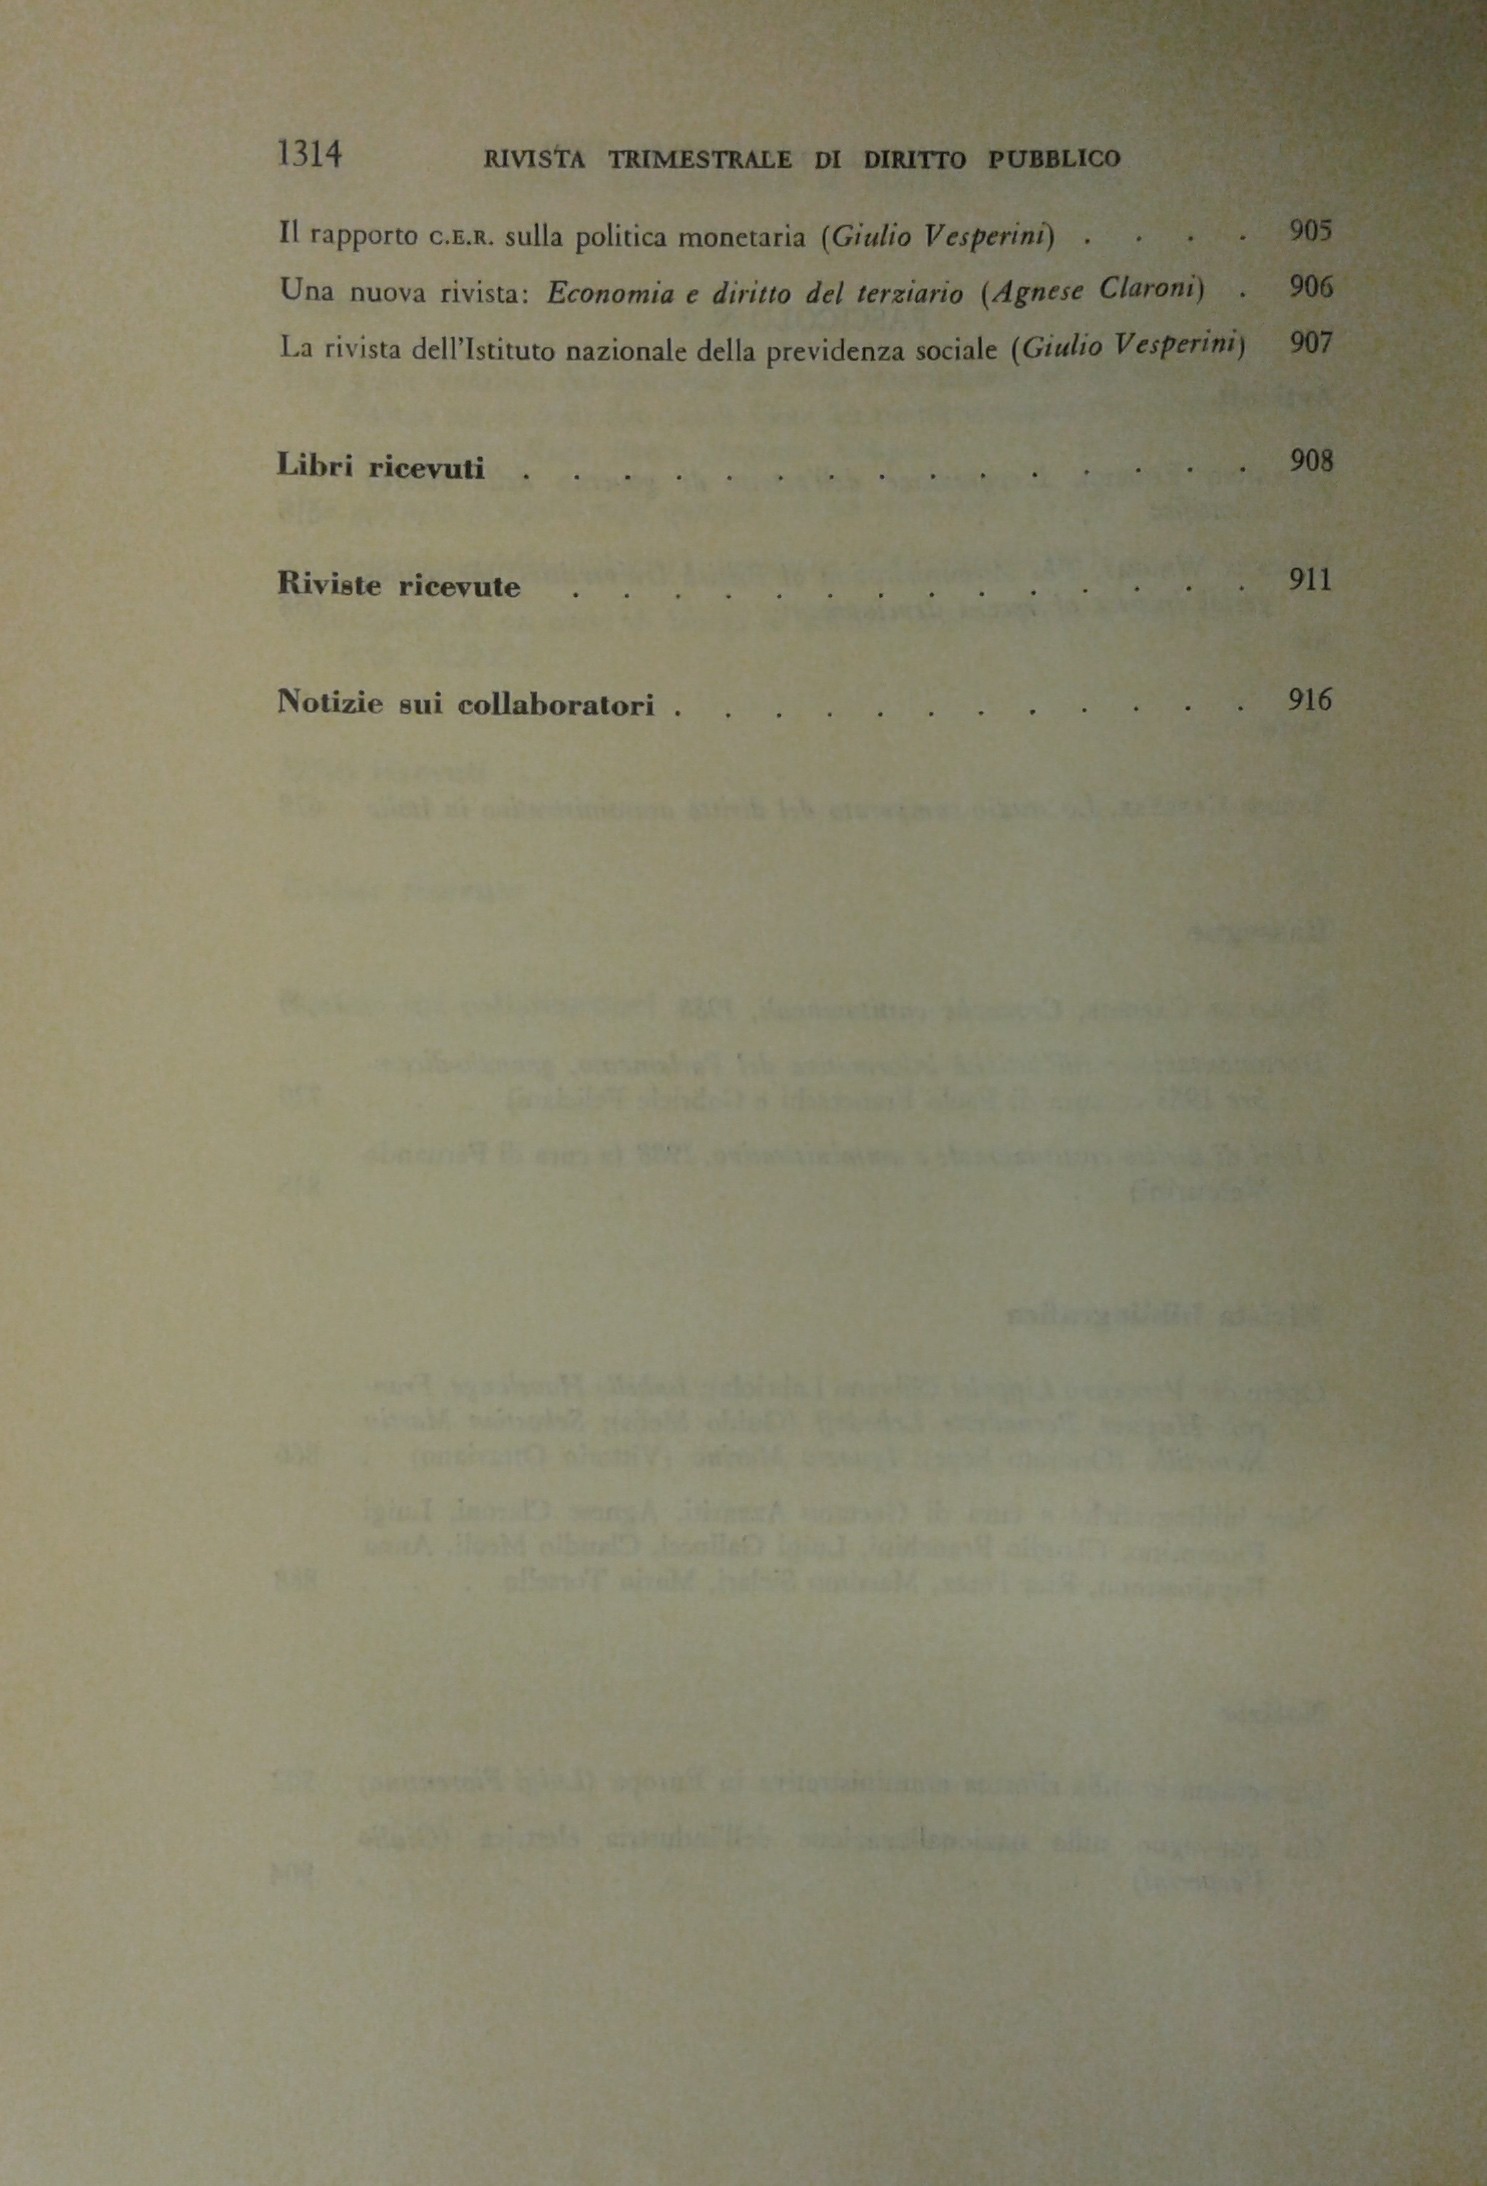 1314 RIVISTA TRIMESTRALE DI DIRITTO PUBBLICO
Il rapporto C.E.R. sulla politica monetaria (Giulio Vesperini) . . . . 905
Una nuova rivista: Economia e diritto del terziario (Agnese Claroni) . 906
La rivista dell'Istituto nazionale della previdenza sociale (Giulio Vesperini) 907
Libri ricevuti . . . . . . . . . . . . . . . 908
Riviste ricevute . . . . . . . . . . . . . . 911
Notizie sui collaboratori . . . . . . . . . . . . 916